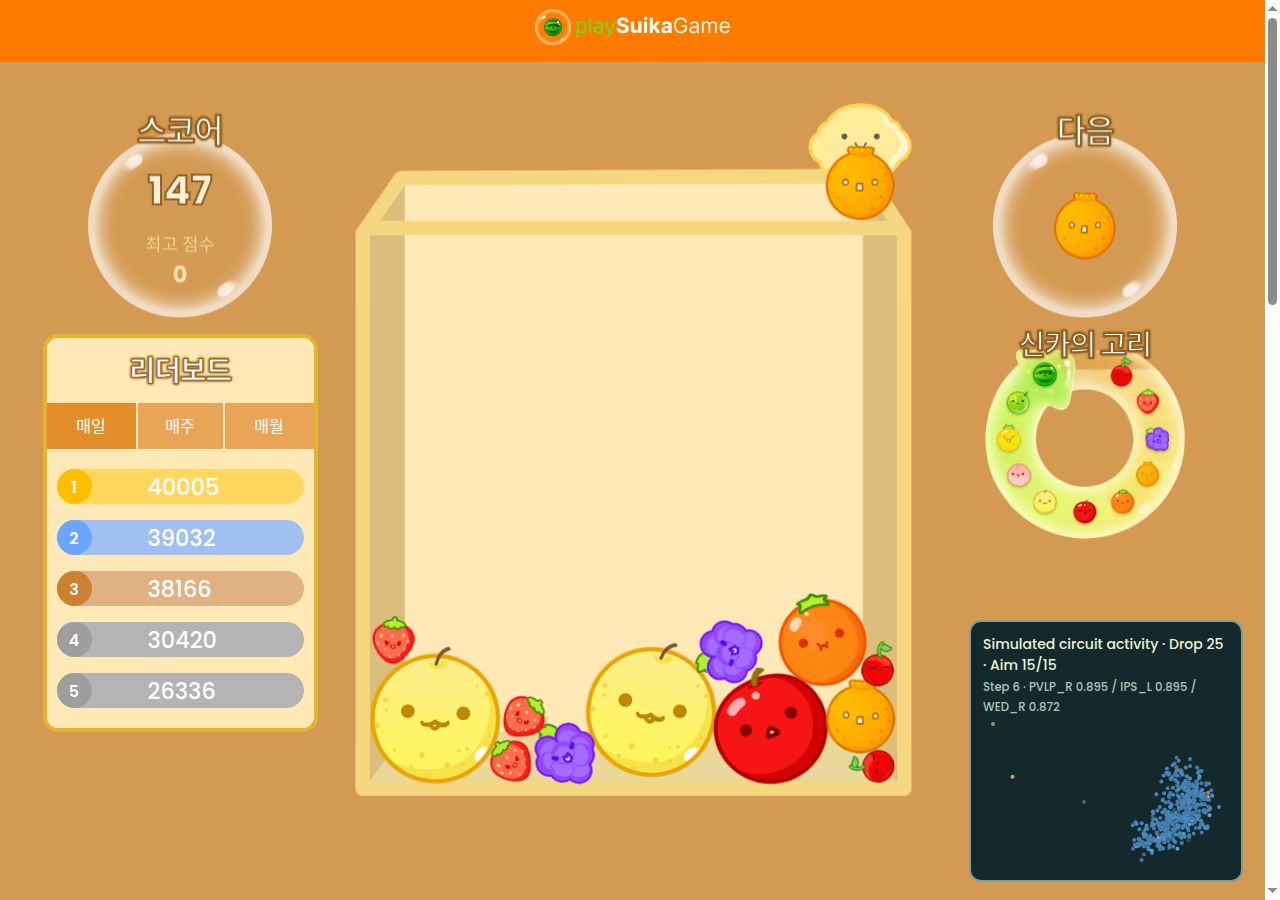 playSuikaGame
스코어
147
최고 점수
0
다음
신카의 고리
리더보드
매일 매주 매월
1 40005
2 39032
3 38166
4 30420
5 26336
Simulated circuit activity · Drop 25
· Aim 15/15
Step 6 · PVLP_R 0.895 / IPS_L 0.895 /
WED_R 0.872